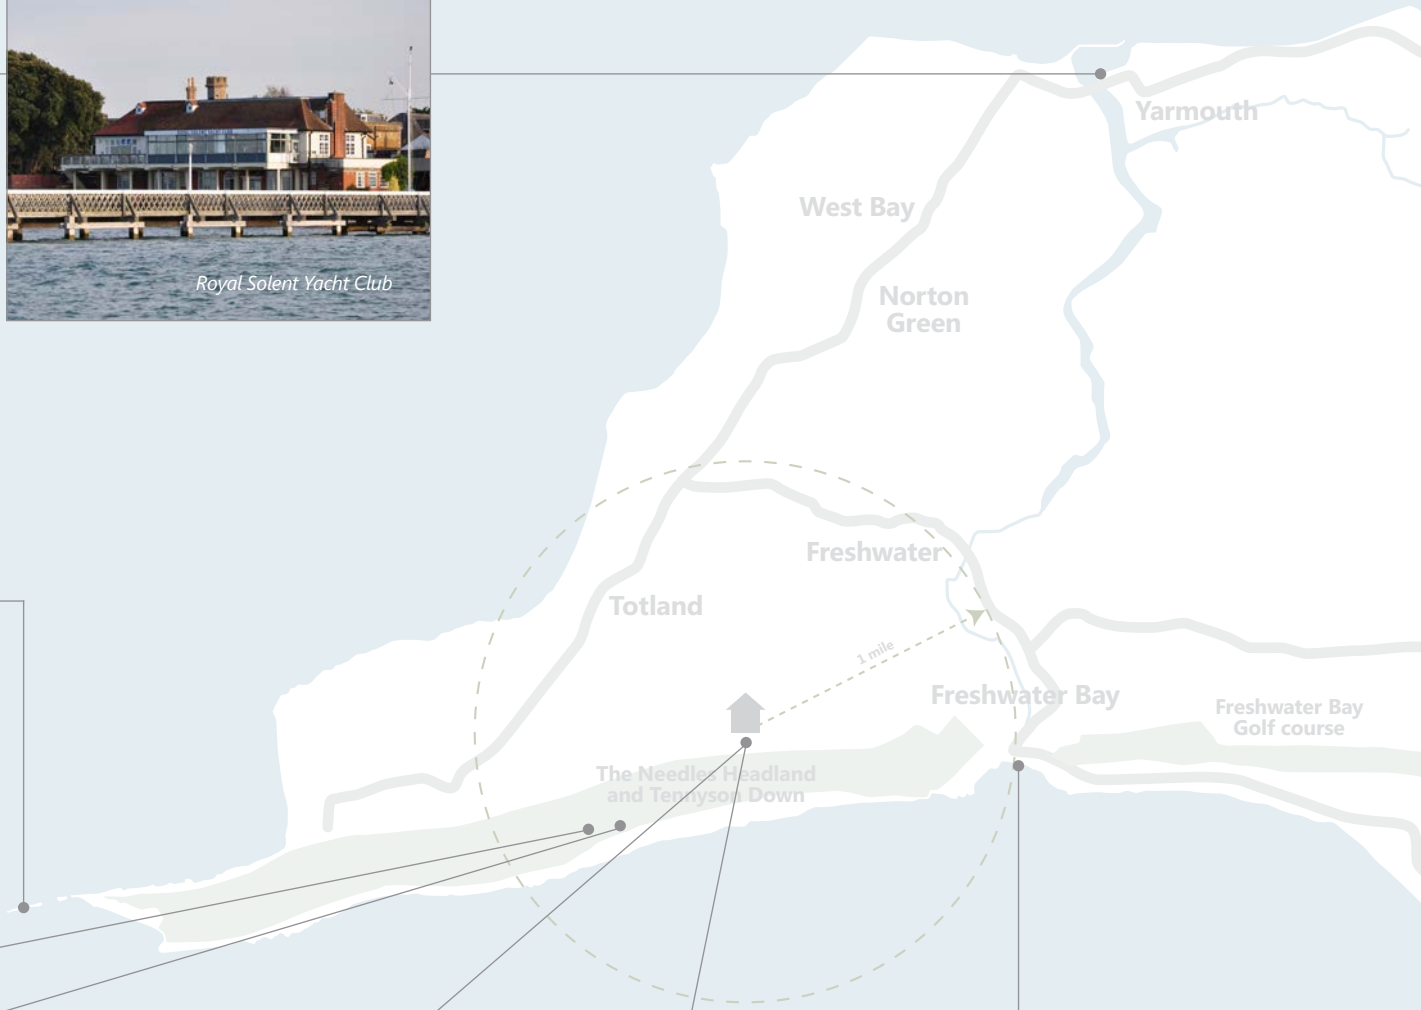 Royal Solent Yacht Club
Yarmouth
West Bay
Norton
Green
Freshwater
Totland
1 mile
Freshwater Bay
Freshwater Bay
Golf course
The Needles Headland
and Tennyson Down